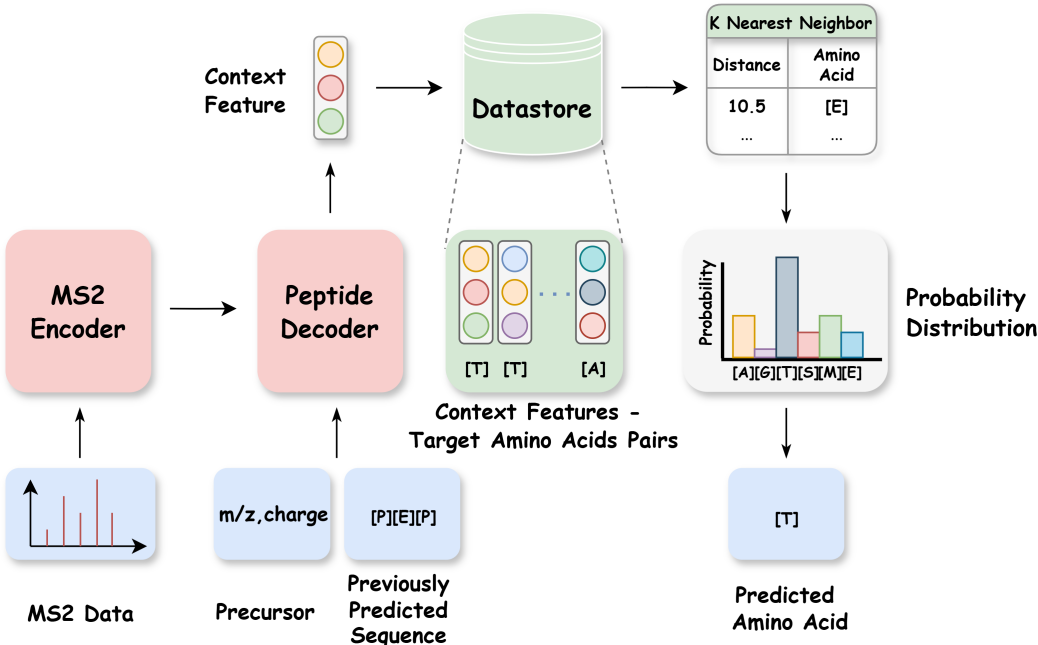 Context
Feature
Datastore
K Nearest Neighbor
Distance
Amino
Acid
10.5
[E]
...
...
MS2
Encoder
Peptide
Decoder
[T]
[T]
[A]
Context Features -
Target Amino Acids Pairs
Probability
[A][G][T][S][M][E]
Probability
Distribution
m/z,charge
[P][E][P]
[T]
MS2 Data
Precursor
Previously
Predicted
Sequence
Predicted
Amino Acid